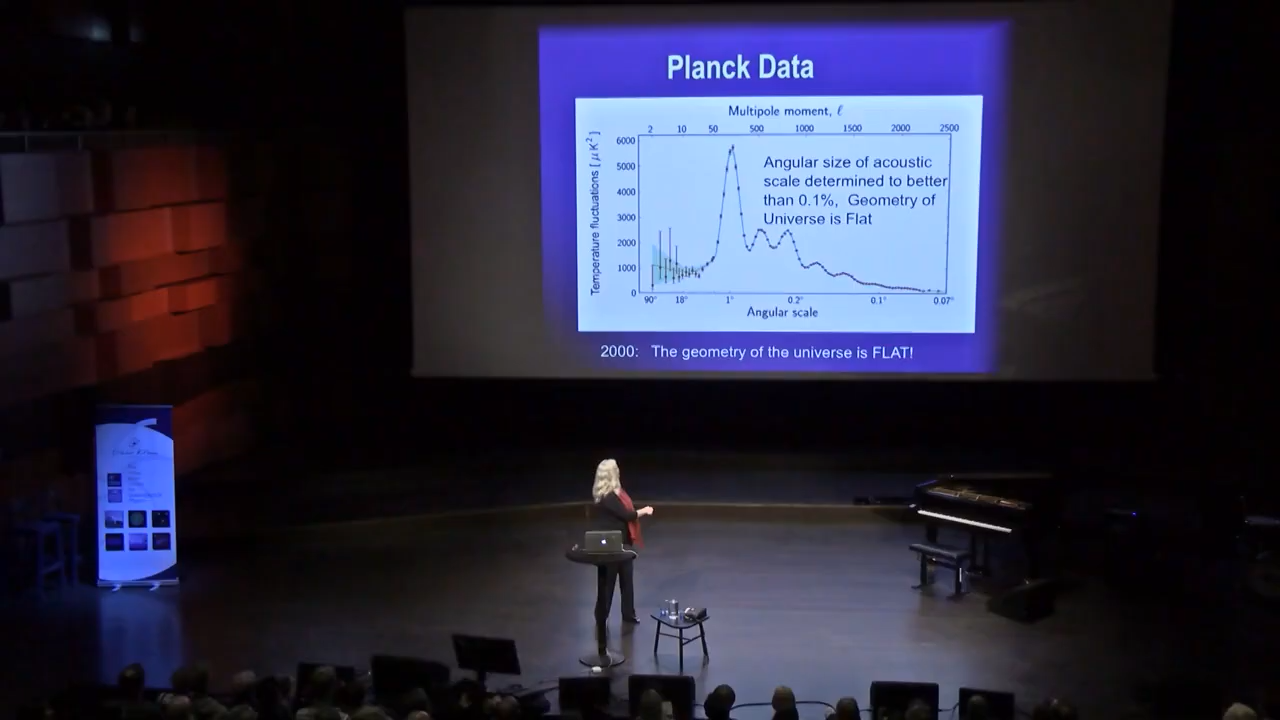 Planck Data
Multipole moment, ℓ
2 10 50 500 1000 1500 2000 2500
Temperature fluctuations [ μ K² ]
6000
5000
4000
3000
2000
1000
0
Angular size of acoustic
scale determined to better
than 0.1%, Geometry of
Universe is Flat
90° 18° 1° 0.2° 0.1° 0.07°
Angular scale
2000: The geometry of the universe is FLAT!